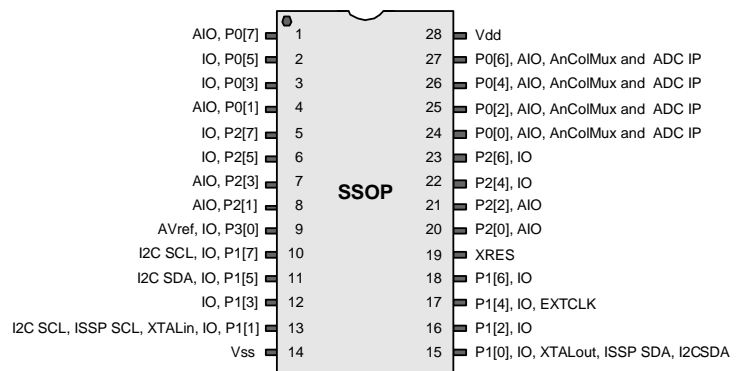 AIO, P0[7] 1 28 Vdd
IO, P0[5] 2 27 P0[6], AIO, AnColMux and ADC IP
IO, P0[3] 3 26 P0[4], AIO, AnColMux and ADC IP
AIO, P0[1] 4 25 P0[2], AIO, AnColMux and ADC IP
IO, P2[7] 5 24 P0[0], AIO, AnColMux and ADC IP
IO, P2[5] 6 23 P2[6], IO
AIO, P2[3] 7 SSOP 22 P2[4], IO
AIO, P2[1] 8 21 P2[2], AIO
AVref, IO, P3[0] 9 20 P2[0], AIO
I2C SCL, IO, P1[7] 10 19 XRES
I2C SDA, IO, P1[5] 11 18 P1[6], IO
IO, P1[3] 12 17 P1[4], IO, EXTCLK
I2C SCL, ISSP SCL, XTALin, IO, P1[1] 13 16 P1[2], IO
Vss 14 15 P1[0], IO, XTALout, ISSP SDA, I2CSDA